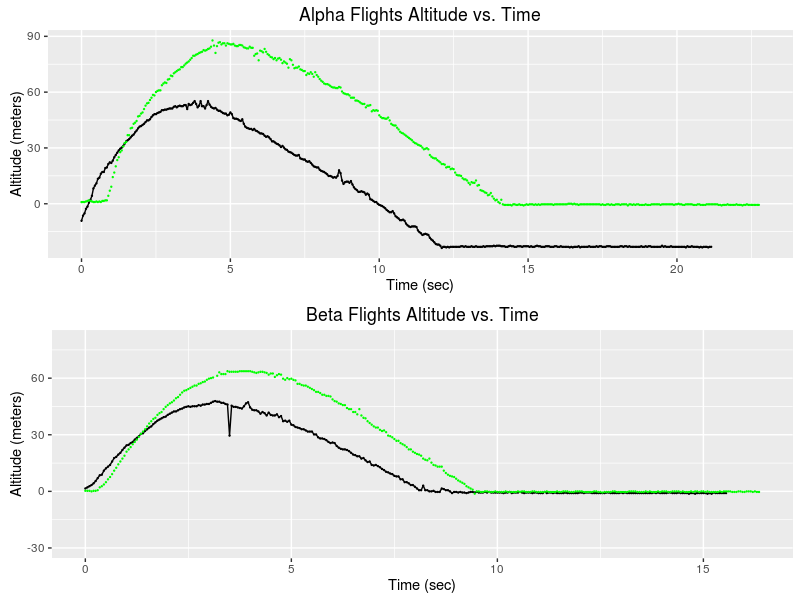 Alpha Flights Altitude vs. Time
Altitude (meters)
90
60
30
0
0 5 10 15 20
Time (sec)
Beta Flights Altitude vs. Time
Altitude (meters)
60
30
0
-30
0 5 10 15
Time (sec)